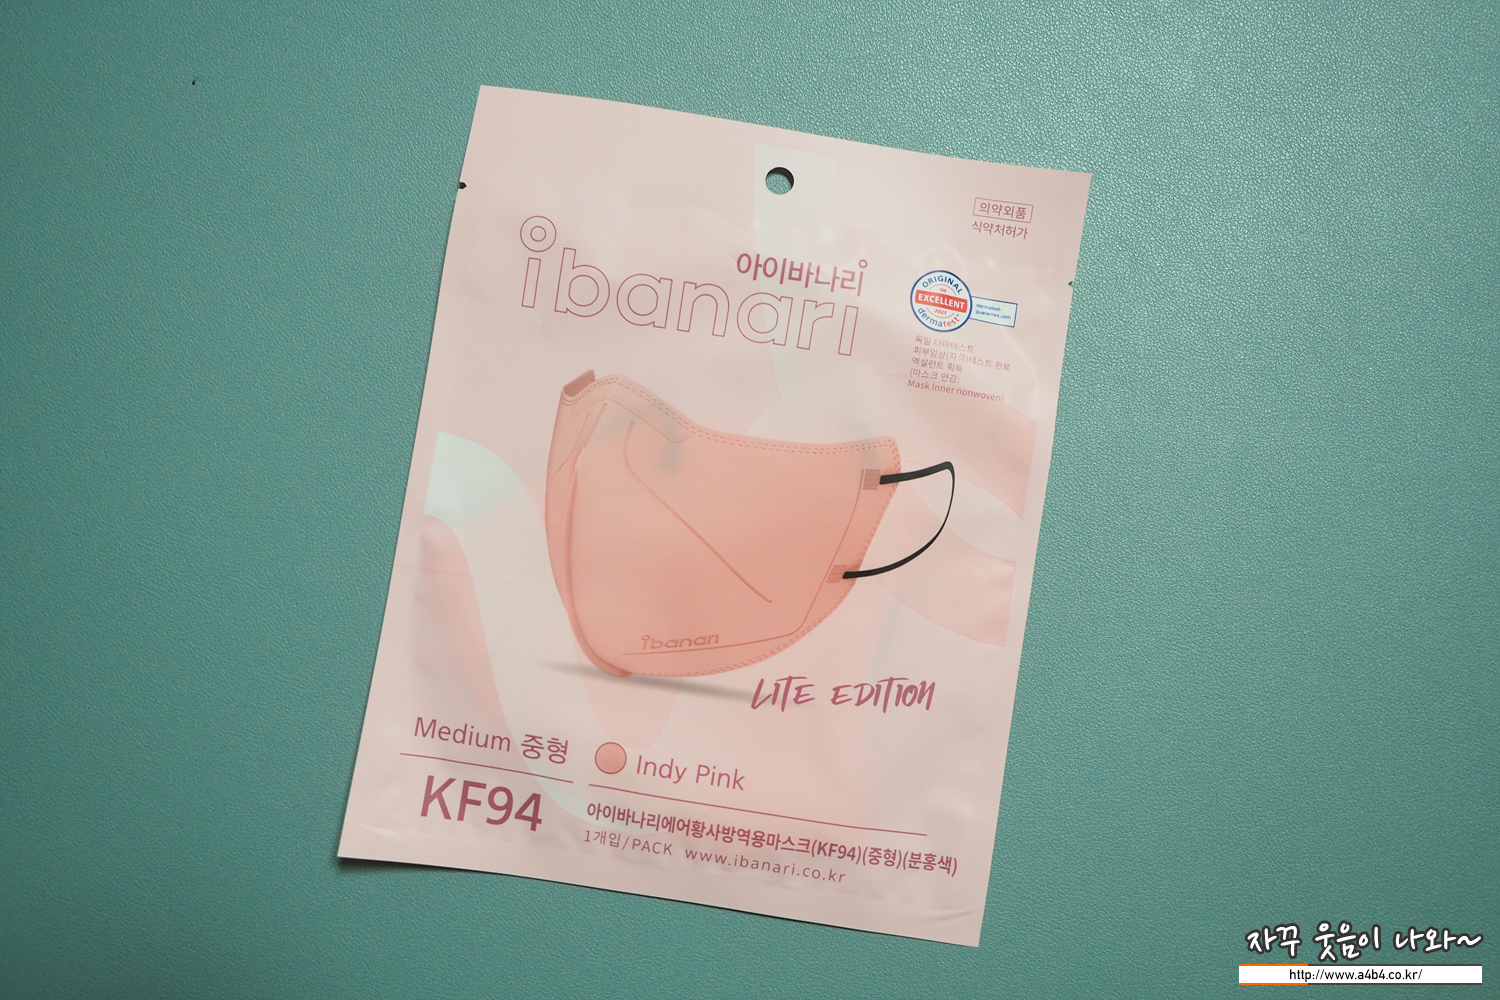 의약외품
식약처허가
아이바나리
ibanari
ORIGINAL
04
EXCELLENT
2021
dermatest
dermatest-
guarantee.com
독일 더마테스트
피부임상(자극)테스트 완료
엑설런트 획득
(마스크 안감:
Mask Inner nonwoven)
ibanari
LITE EDITION
Medium 중형
Indy Pink
KF94
아이바나리에어황사방역용마스크(KF94)(중형)(분홍색)
1개입/PACK www.ibanari.co.kr
자꾸 웃음이 나와~
http://www.a4b4.co.kr/